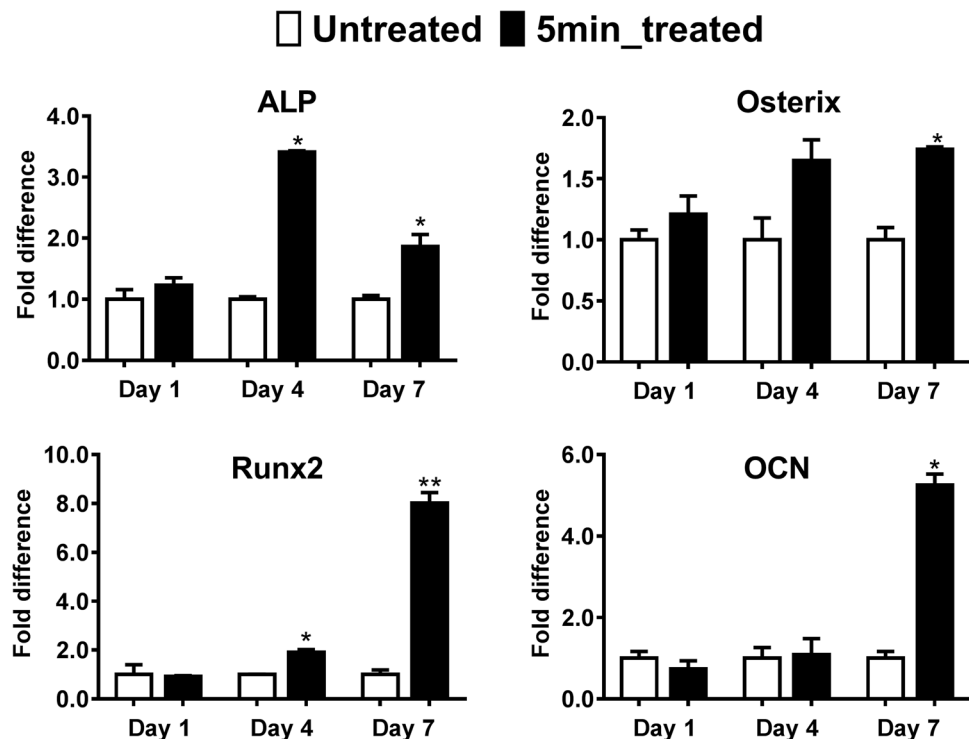 Untreated 5min_treated
ALP
Fold difference
4.0
3.0
2.0
1.0
0.0
*
*
Day 1 Day 4 Day 7
Osterix
Fold difference
2.0
1.5
1.0
0.5
0.0
*
Day 1 Day 4 Day 7
Runx2
Fold difference
10.0
8.0
6.0
4.0
2.0
0.0
*
**
Day 1 Day 4 Day 7
OCN
Fold difference
6.0
4.0
2.0
0.0
*
Day 1 Day 4 Day 7